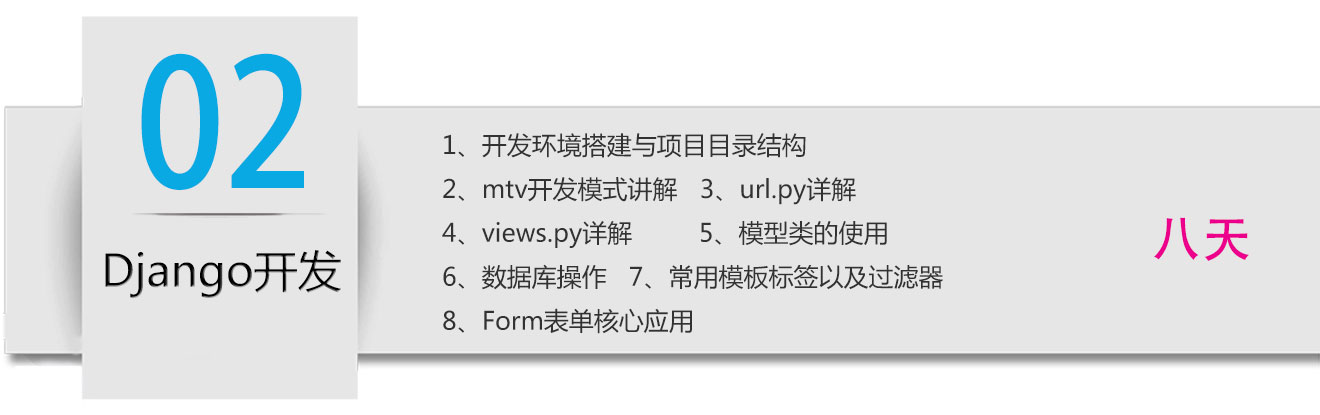 02
Django开发
1、开发环境搭建与项目目录结构
2、mtv开发模式讲解 3、url.py详解
4、views.py详解 5、模型类的使用
6、数据库操作 7、常用模板标签以及过滤器
8、Form表单核心应用
八天